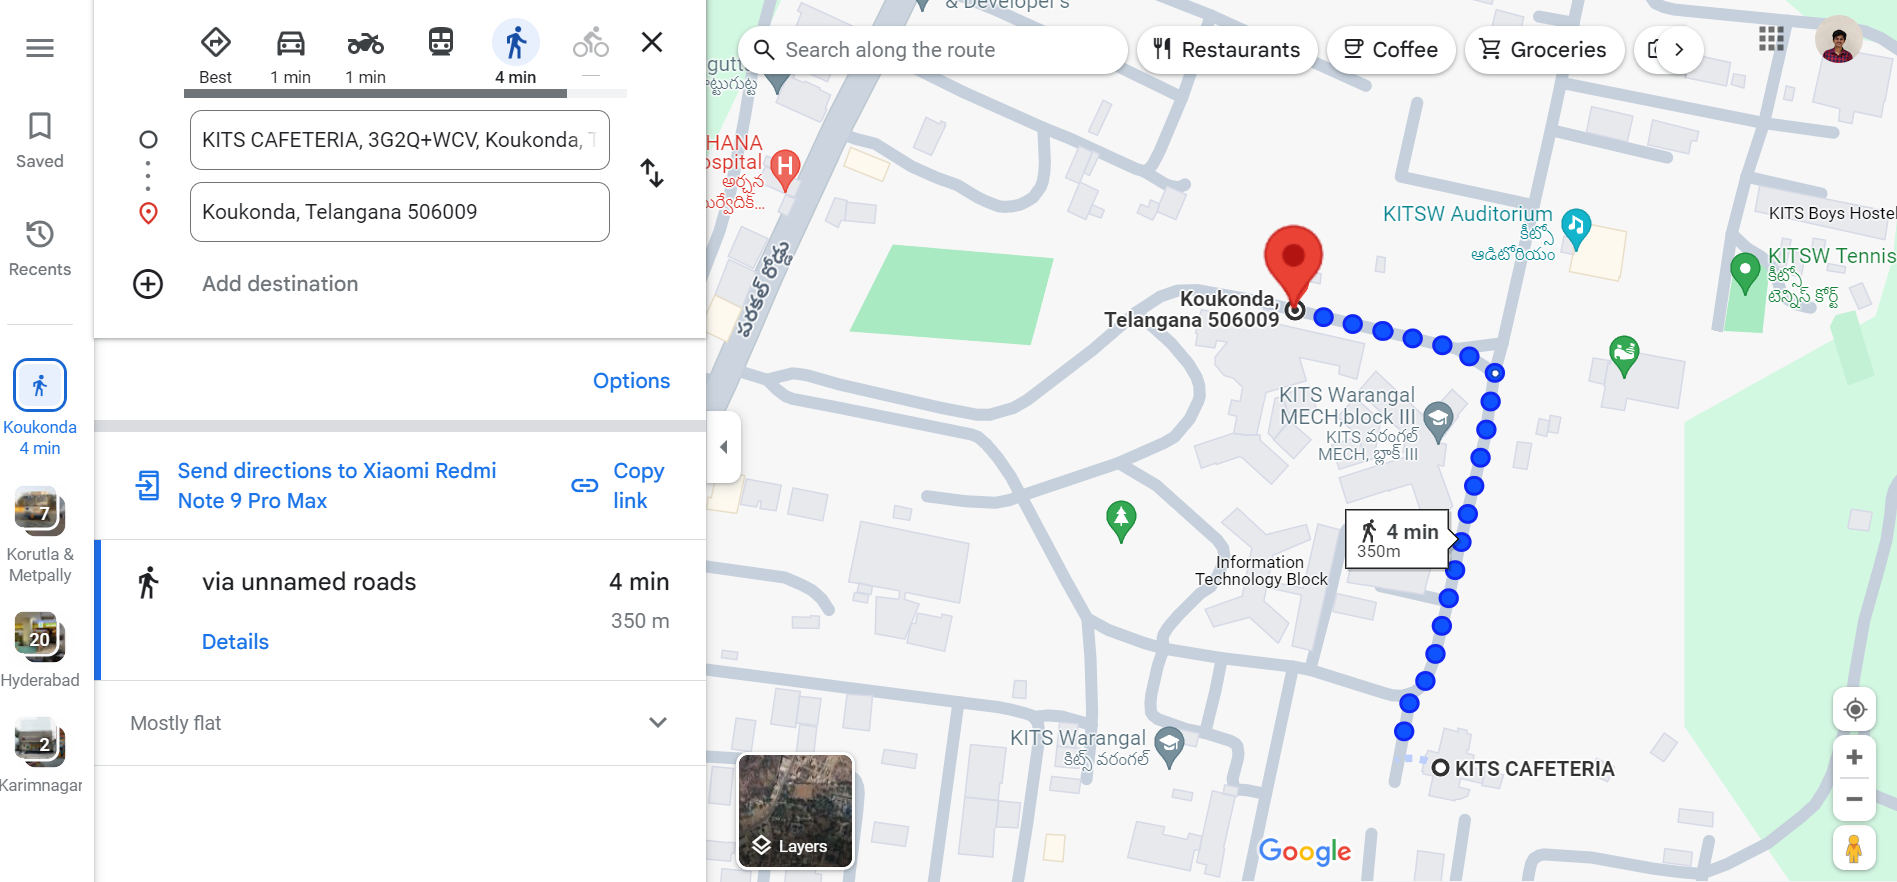 Best
1 min
1 min
4 min
KITS CAFETERIA, 3G2Q+WCV, Koukonda, T
Koukonda, Telangana 506009
Add destination
Options
Send directions to Xiaomi Redmi
Note 9 Pro Max
Copy
link
via unnamed roads
4 min
350 m
Details
Mostly flat
Saved
Recents
Koukonda
4 min
7
Korutla &
Metpally
20
Hyderabad
2
Karimnagar
& Developer's
Search along the route
Restaurants
Coffee
Groceries
HANA
అర్చన
KITSW Auditorium
కీట్సా
ఆడిటోరియం
KITS Boys Hostel
KITSW Tennis
కీట్సా
టెన్నిస్ కోర్ట్
పరకల్ రోడ్డు
Koukonda,
Telangana 506009
KITS Warangal
MECH,block III
KITS వరంగల్
MECH, బ్లాక్ III
4 min
350m
Information
Technology Block
KITS Warangal
కిట్స్ వరంగల్
KITS CAFETERIA
Layers
Google